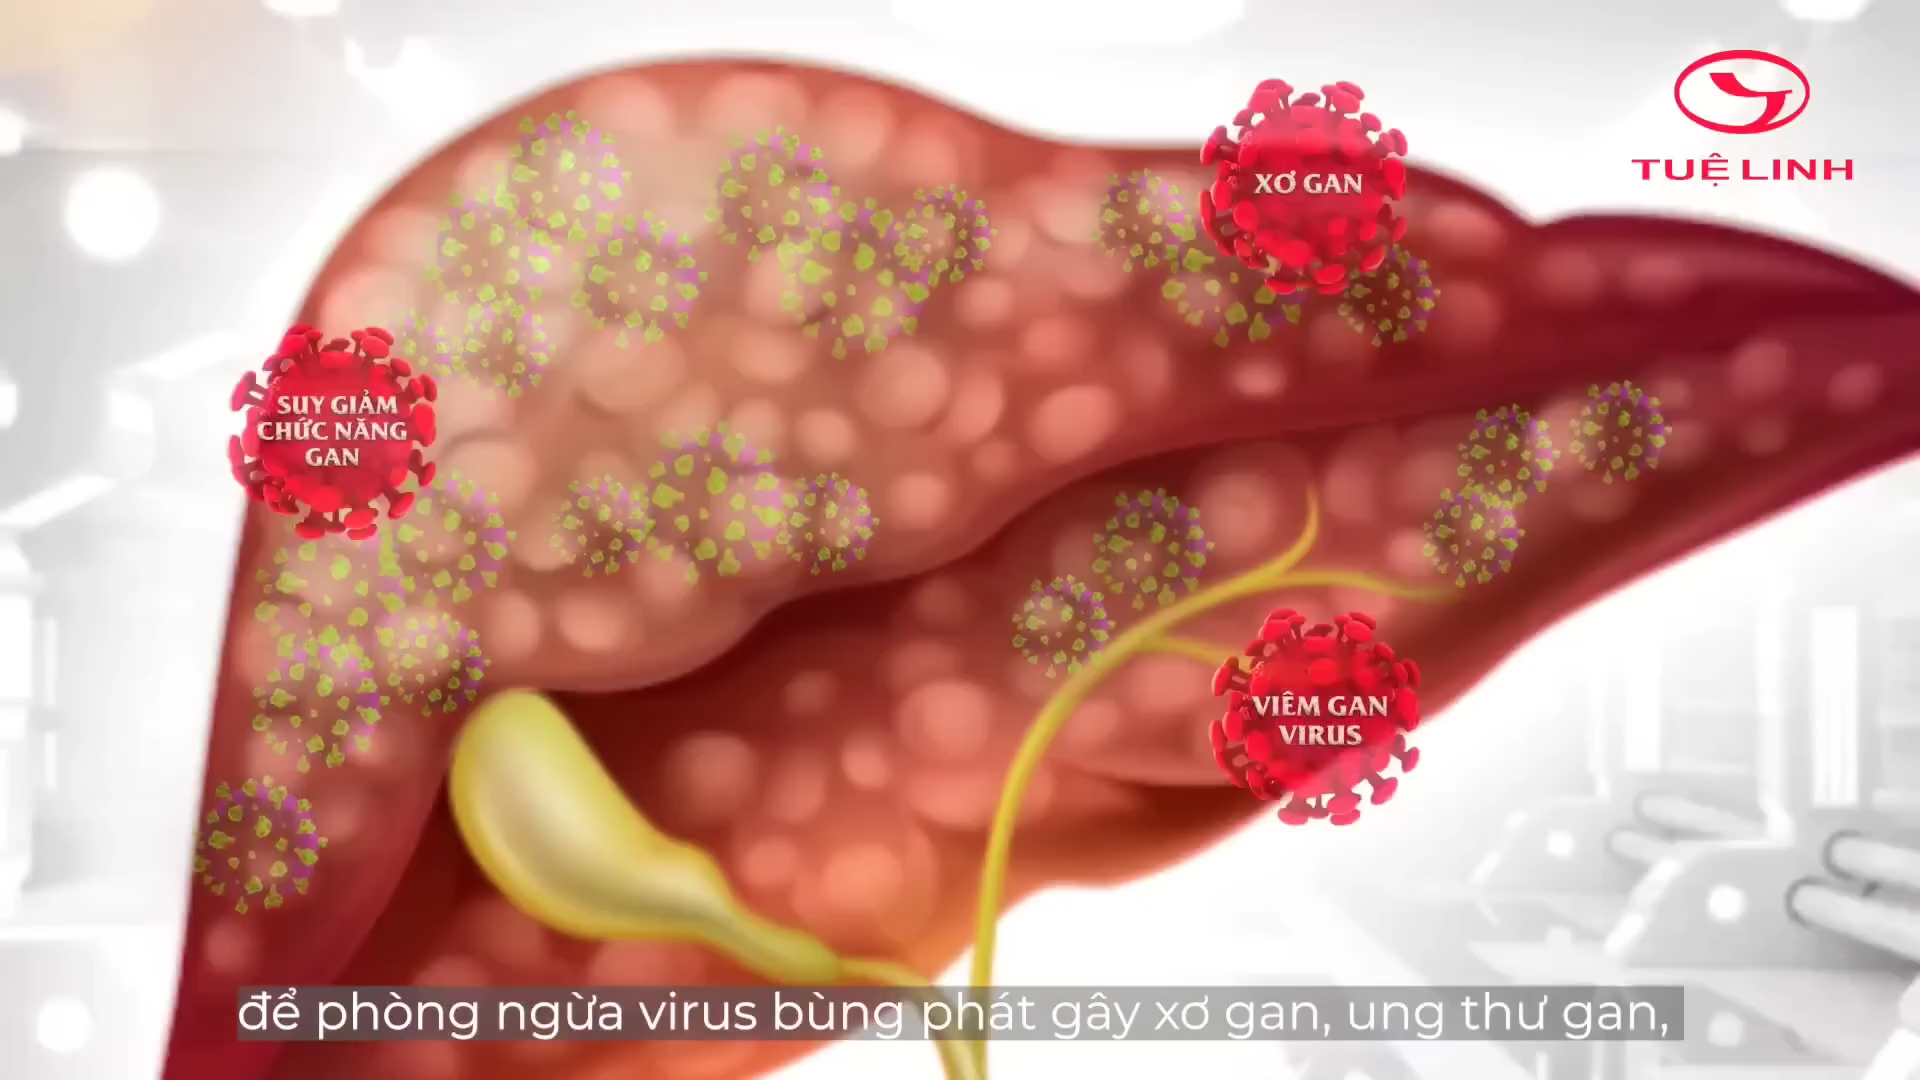 TUỆ LINH
XƠ GAN
SUY GIẢM
CHỨC NĂNG
GAN
VIÊM GAN
VIRUS
để phòng ngừa virus bùng phát gây xơ gan, ung thư gan,